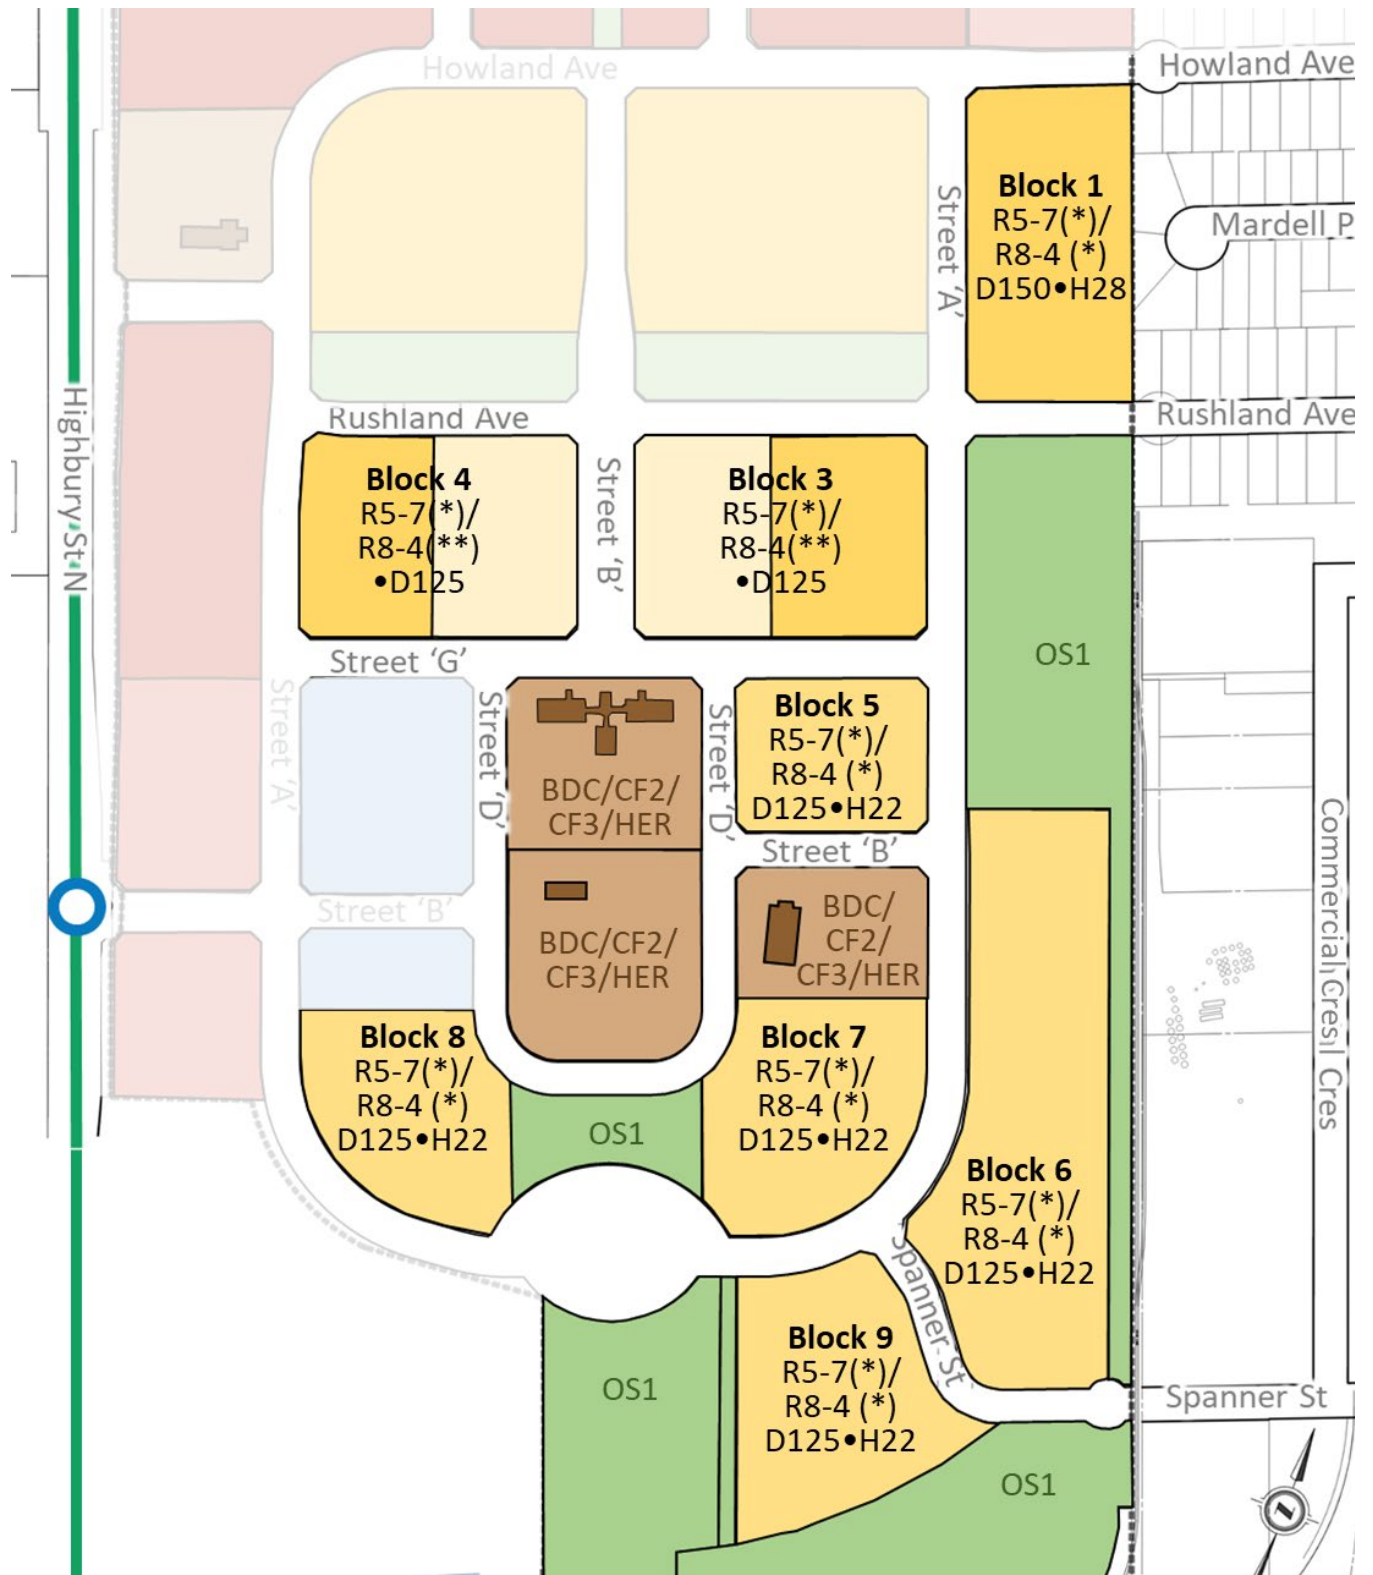 Howland Ave
Howland Ave
Block 1
R5-7(*)/
R8-4 (*)
D150•H28
Street 'A'
Mardell P
Highbury St N
Rushland Ave
Rushland Ave
Block 4
R5-7(*)/
R8-4(**)
•D125
Street 'B'
Block 3
R5-7(*)/
R8-4(**)
•D125
OS1
Street 'G'
Street 'A'
Street 'D'
BDC/CF2/
CF3/HER
Street 'D'
Block 5
R5-7(*)/
R8-4 (*)
D125•H22
Street 'B'
Street 'B'
BDC/CF2/
CF3/HER
BDC/
CF2/
CF3/HER
Commercial Cres
l Cres
Block 8
R5-7(*)/
R8-4 (*)
D125•H22
OS1
Block 7
R5-7(*)/
R8-4 (*)
D125•H22
Block 6
R5-7(*)/
R8-4 (*)
D125•H22
Spanner St
Block 9
R5-7(*)/
R8-4 (*)
D125•H22
OS1
Spanner St
OS1